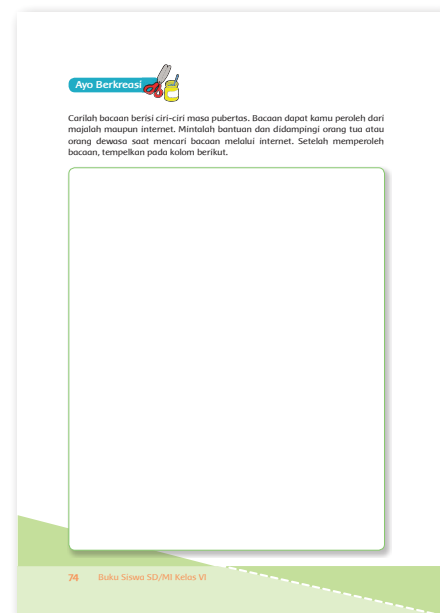 Ayo Berkreasi
Carilah bacaan berisi ciri-ciri masa pubertas. Bacaan dapat kamu peroleh dari
majalah maupun internet. Mintalah bantuan dan didampingi orang tua atau
orang dewasa saat mencari bacaan melalui internet. Setelah memperoleh
bacaan, tempelkan pada kolom berikut.
74 Buku Siswa SD/MI Kelas VI